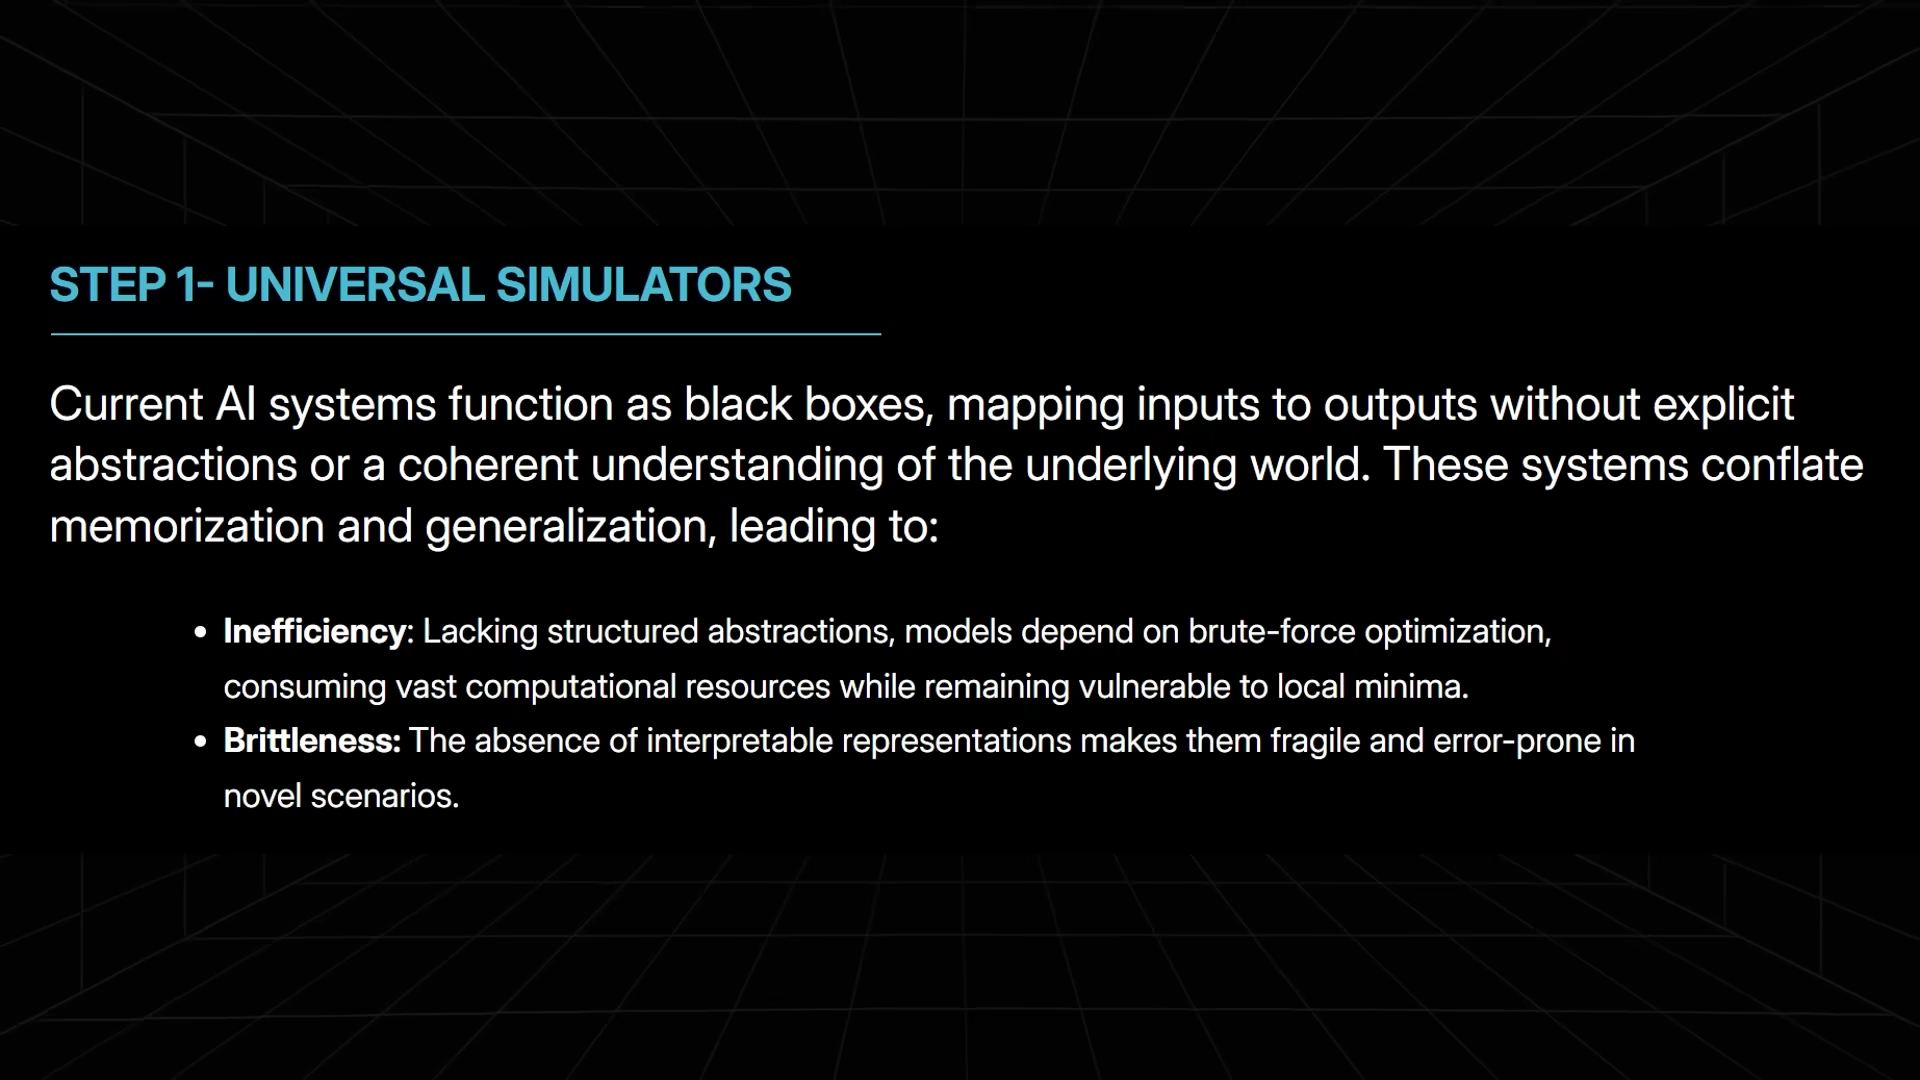 STEP 1- UNIVERSAL SIMULATORS
Current AI systems function as black boxes, mapping inputs to outputs without explicit
abstractions or a coherent understanding of the underlying world. These systems conflate
memorization and generalization, leading to:
• Inefficiency: Lacking structured abstractions, models depend on brute-force optimization,
consuming vast computational resources while remaining vulnerable to local minima.
• Brittleness: The absence of interpretable representations makes them fragile and error-prone in
novel scenarios.